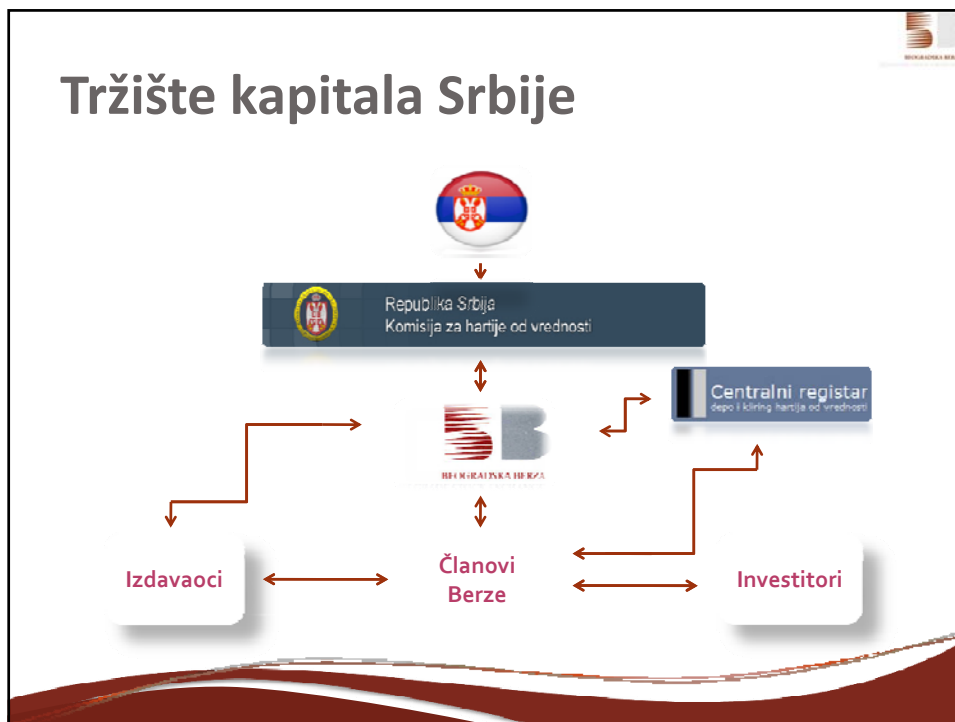 Tržište kapitala Srbije
Republika Srbija
Komisija za hartije od vrednosti
Centralni registar
depo i kliring hartija od vrednosti
BEOGRADSKA BERZA
Izdavaoci
Članovi
Berze
Investitori